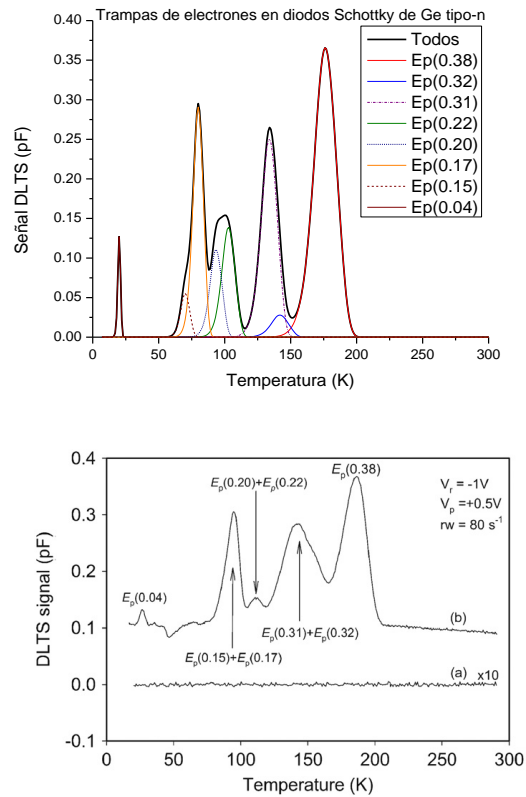 Trampas de electrones en diodos Schottky de Ge tipo-n
0.40
0.35
0.30
0.25
0.20
0.15
0.10
0.05
0.00
Señal DLTS (pF)
Todos
Ep(0.38)
Ep(0.32)
Ep(0.31)
Ep(0.22)
Ep(0.20)
Ep(0.17)
Ep(0.15)
Ep(0.04)
0 50 100 150 200 250 300
Temperatura (K)
0.4
0.3
0.2
0.1
0.0
-0.1
DLTS signal (pF)
Ep(0.38)
Ep(0.20)+Ep(0.22)
Vr = -1V
Vp = +0.5V
rw = 80 s⁻¹
Ep(0.04)
Ep(0.31)+Ep(0.32)
Ep(0.15)+Ep(0.17)
(b)
(a) x10
0 50 100 150 200 250 300
Temperature (K)